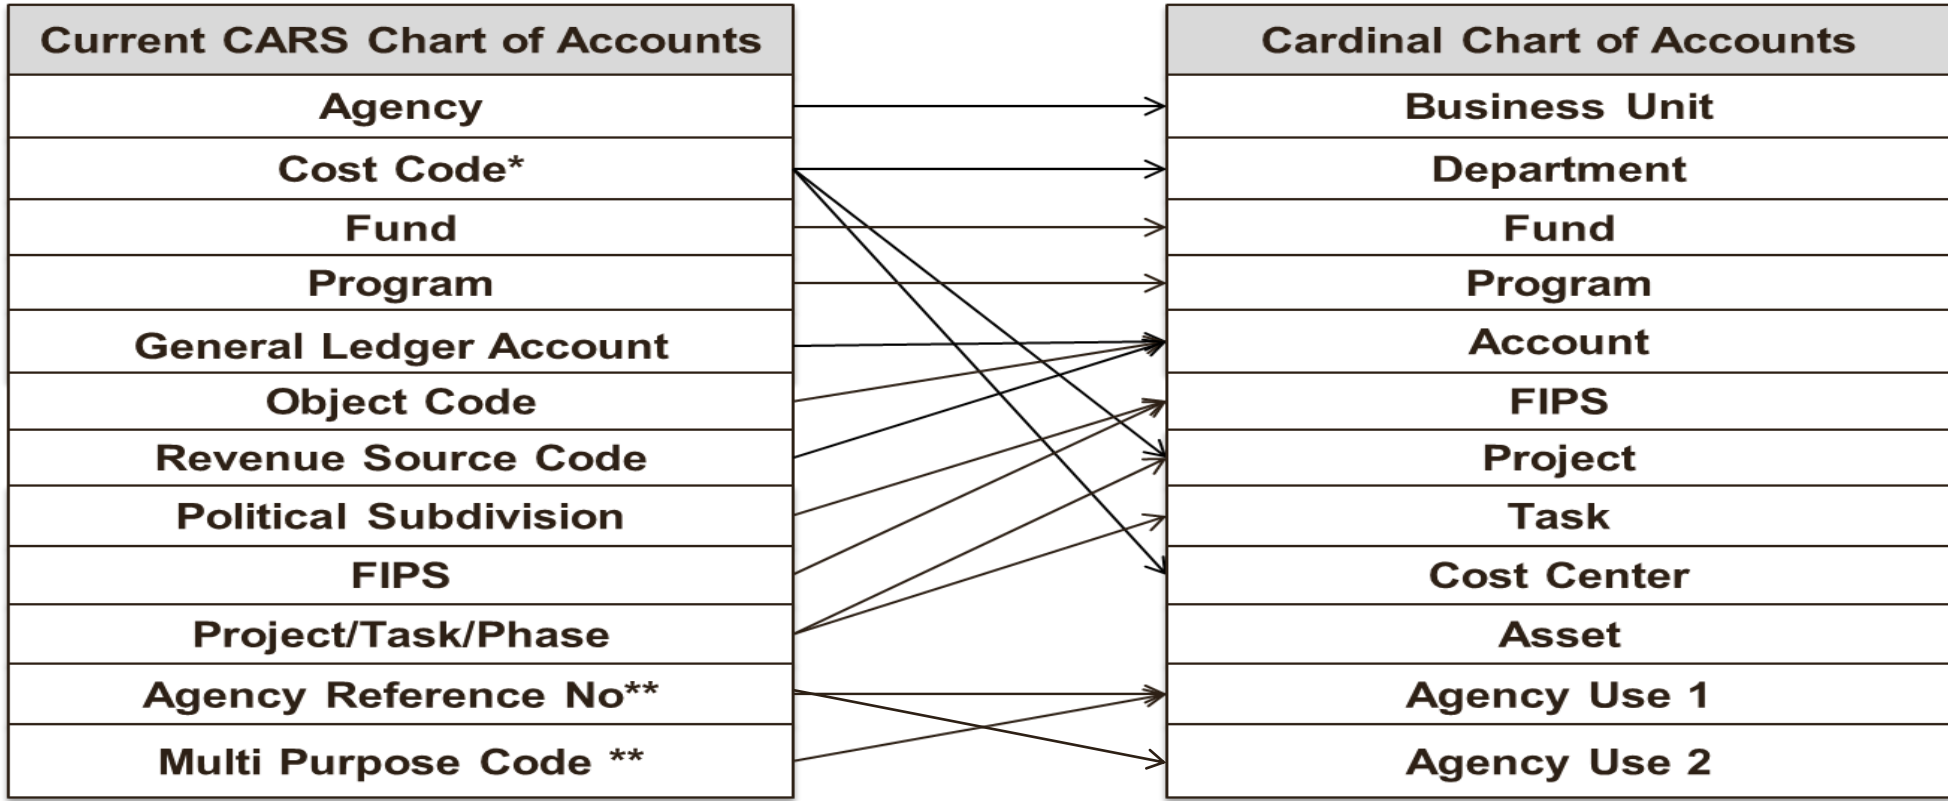 Current CARS Chart of Accounts
Agency
Cost Code*
Fund
Program
General Ledger Account
Object Code
Revenue Source Code
Political Subdivision
FIPS
Project/Task/Phase
Agency Reference No**
Multi Purpose Code **
Cardinal Chart of Accounts
Business Unit
Department
Fund
Program
Account
FIPS
Project
Task
Cost Center
Asset
Agency Use 1
Agency Use 2